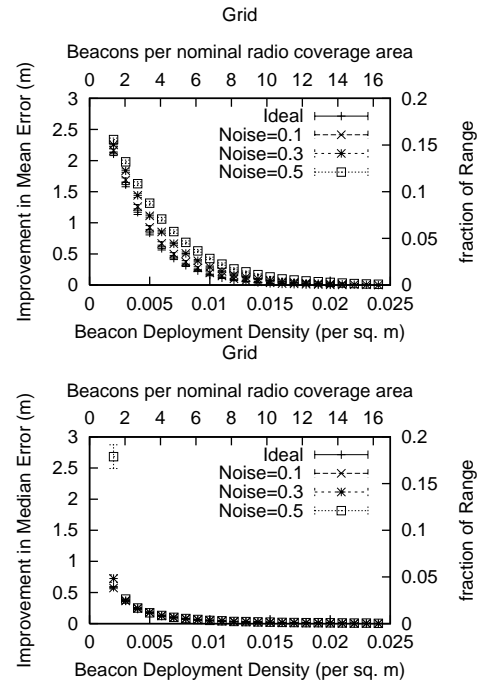 Grid
Beacons per nominal radio coverage area
0 2 4 6 8 10 12 14 16
Improvement in Mean Error (m)
3
2.5
2
1.5
1
0.5
0
Ideal
Noise=0.1
Noise=0.3
Noise=0.5
0.2
0.15
0.1
0.05
0
fraction of Range
0 0.005 0.01 0.015 0.02 0.025
Beacon Deployment Density (per sq. m)
Grid
Beacons per nominal radio coverage area
0 2 4 6 8 10 12 14 16
Improvement in Median Error (m)
3
2.5
2
1.5
1
0.5
0
Ideal
Noise=0.1
Noise=0.3
Noise=0.5
0.2
0.15
0.1
0.05
0
fraction of Range
0 0.005 0.01 0.015 0.02 0.025
Beacon Deployment Density (per sq. m)